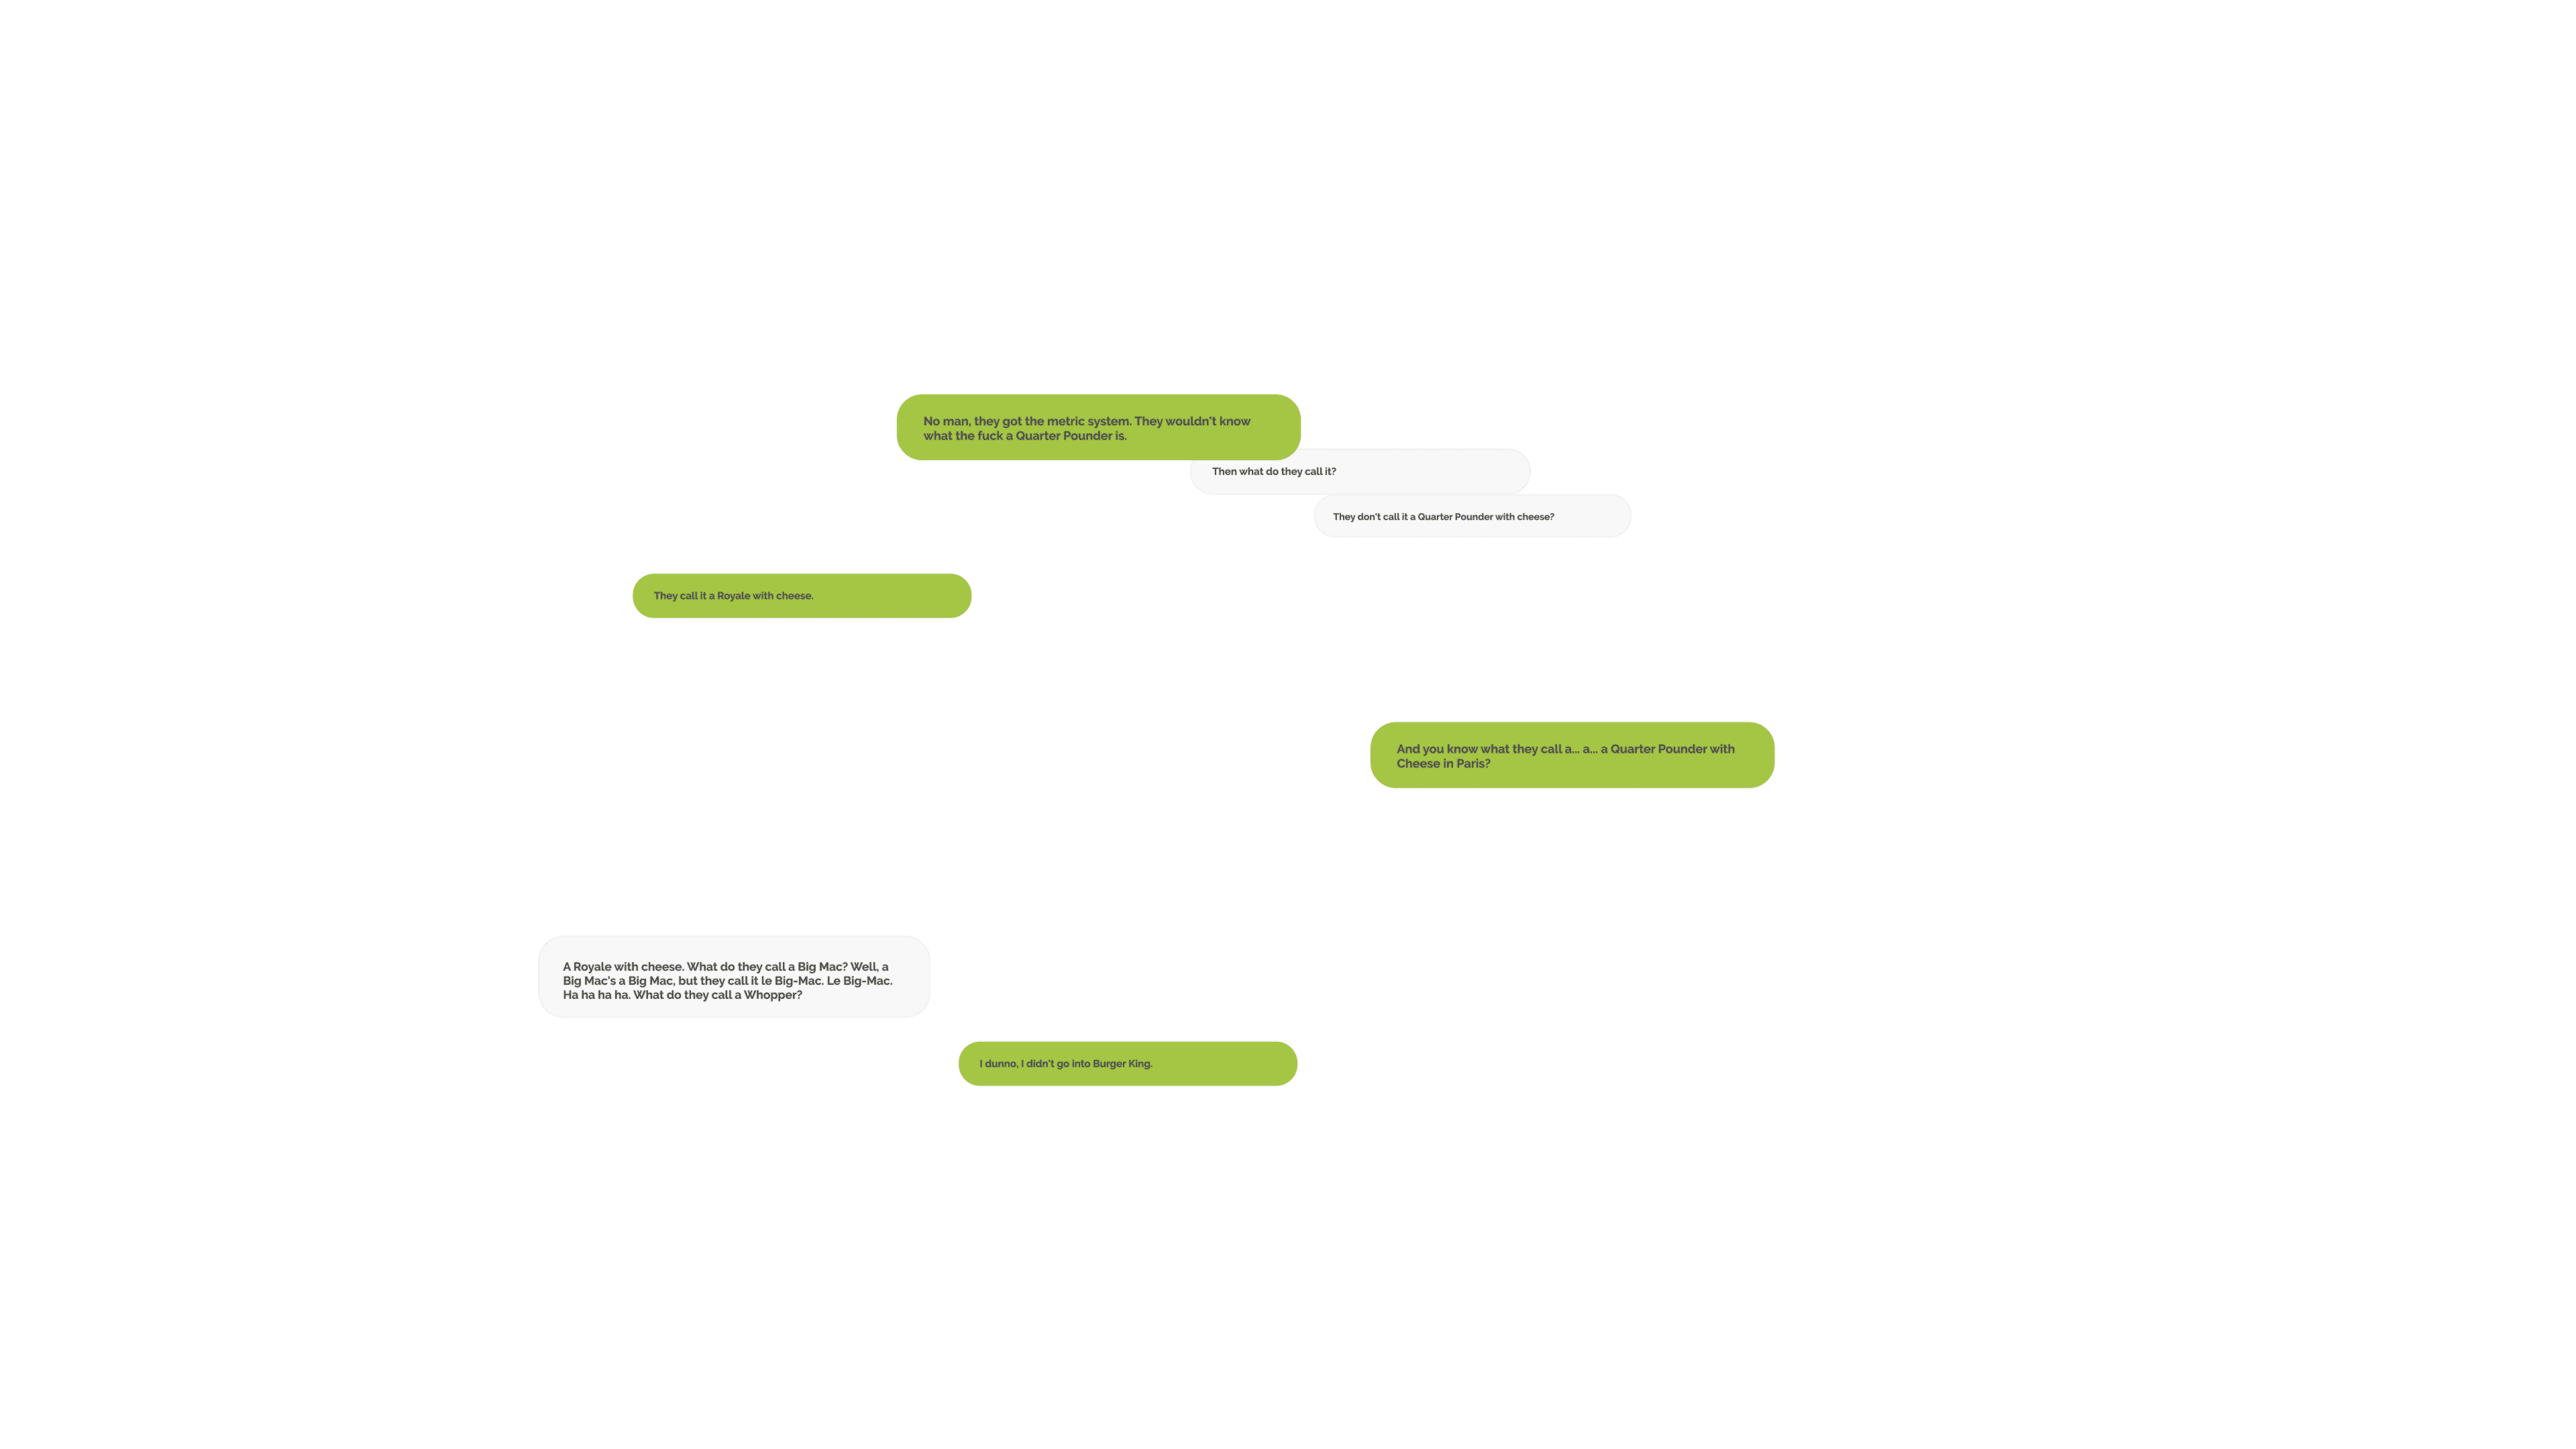 No man, they got the metric system. They wouldn't know
what the fuck a Quarter Pounder is.
Then what do they call it?
They don't call it a Quarter Pounder with cheese?
They call it a Royale with cheese.
And you know what they call a... a... a Quarter Pounder with
Cheese in Paris?
A Royale with cheese. What do they call a Big Mac? Well, a
Big Mac's a Big Mac, but they call it le Big-Mac. Le Big-Mac.
Ha ha ha ha. What do they call a Whopper?
I dunno, I didn't go into Burger King.